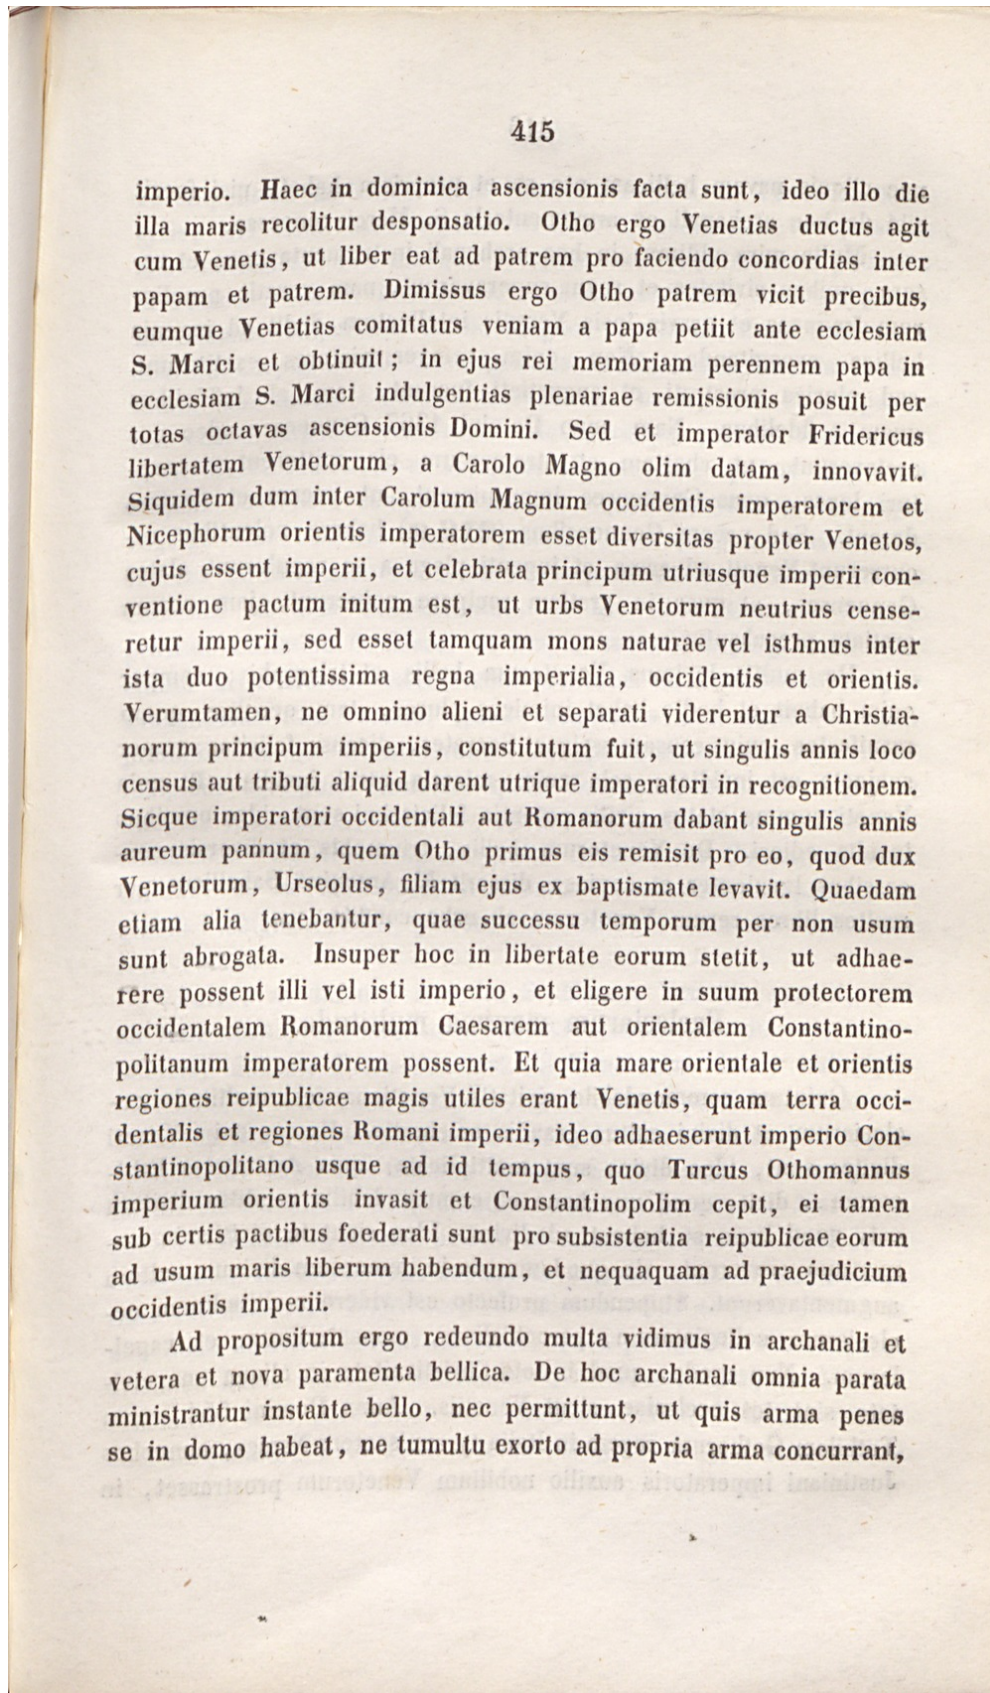 415
imperio. Haec in dominica ascensionis facta sunt, ideo illo die
illa maris recolitur desponsatio. Otho ergo Venetias ductus agit
cum Venetis, ut liber eat ad patrem pro faciendo concordias inter
papam et patrem. Dimissus ergo Otho patrem vicit precibus,
eumque Venetias comitatus veniam a papa petiit ante ecclesiam
S. Marci et obtinuit; in ejus rei memoriam perennem papa in
ecclesiam S. Marci indulgentias plenariae remissionis posuit per
totas octavas ascensionis Domini. Sed et imperator Fridericus
libertatem Venetorum, a Carolo Magno olim datam, innovavit.
Siquidem dum inter Carolum Magnum occidentis imperatorem et
Nicephorum orientis imperatorem esset diversitas propter Venetos,
cujus essent imperii, et celebrata principum utriusque imperii con-
ventione pactum initum est, ut urbs Venetorum neutrius cense-
retur imperii, sed esset tamquam mons naturae vel isthmus inter
ista duo potentissima regna imperialia, occidentis et orientis.
Verumtamen, ne omnino alieni et separati viderentur a Christia-
norum principum imperiis, constitutum fuit, ut singulis annis loco
census aut tributi aliquid darent utrique imperatori in recognitionem.
Sicque imperatori occidentali aut Romanorum dabant singulis annis
aureum pannum, quem Otho primus eis remisit pro eo, quod dux
Venetorum, Urseolus, filiam ejus ex baptismate levavit. Quaedam
etiam alia tenebantur, quae successu temporum per non usum
sunt abrogata. Insuper hoc in libertate eorum stetit, ut adhae-
rere possent illi vel isti imperio, et eligere in suum protectorem
occidentalem Romanorum Caesarem aut orientalem Constantino-
politanum imperatorem possent. Et quia mare orientale et orientis
regiones reipublicae magis utiles erant Venetis, quam terra occi-
dentalis et regiones Romani imperii, ideo adhaeserunt imperio Con-
stantinopolitano usque ad id tempus, quo Turcus Othomannus
imperium orientis invasit et Constantinopolim cepit, ei tamen
sub certis pactibus foederati sunt pro subsistentia reipublicae eorum
ad usum maris liberum habendum, et nequaquam ad praejudicium
occidentis imperii.
Ad propositum ergo redeundo multa vidimus in archanali et
vetera et nova paramenta bellica. De hoc archanali omnia parata
ministrantur instante bello, nec permittunt, ut quis arma penes
se in domo habeat, ne tumultu exorto ad propria arma concurrant,